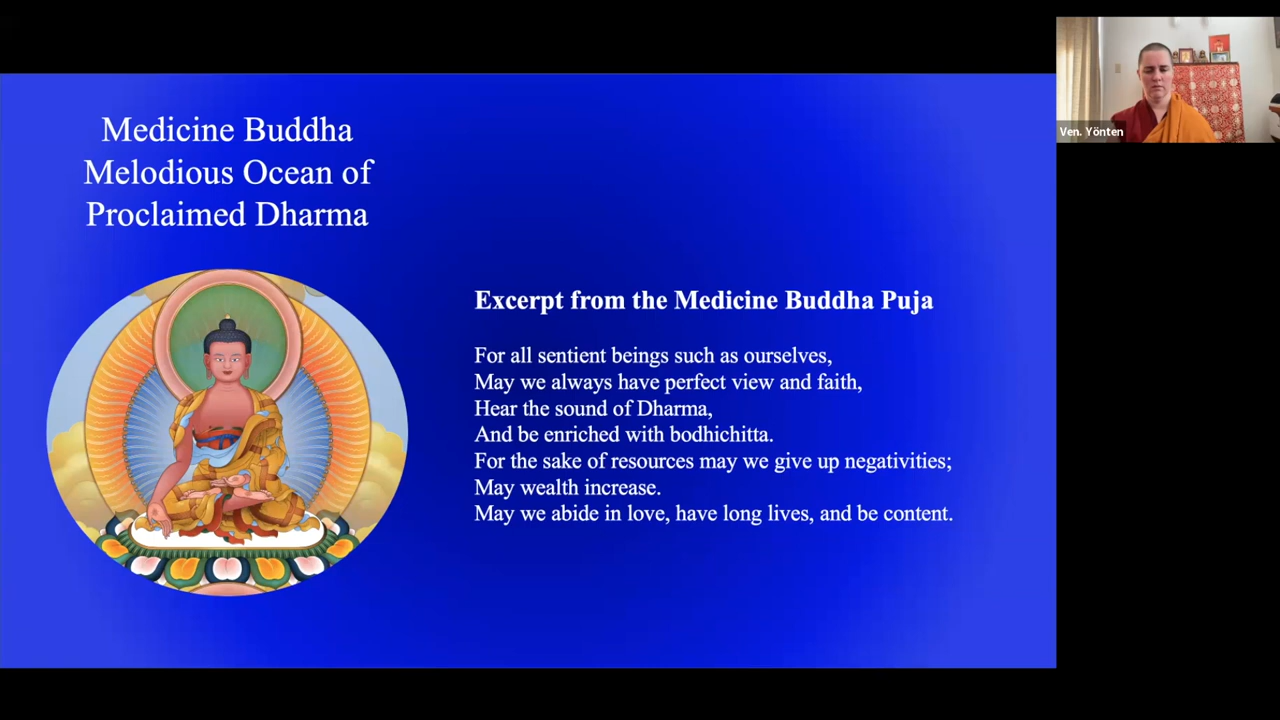 Medicine Buddha
Melodious Ocean of
Proclaimed Dharma
Excerpt from the Medicine Buddha Puja
For all sentient beings such as ourselves,
May we always have perfect view and faith,
Hear the sound of Dharma,
And be enriched with bodhichitta.
For the sake of resources may we give up negativities;
May wealth increase.
May we abide in love, have long lives, and be content.
Ven. Yönten